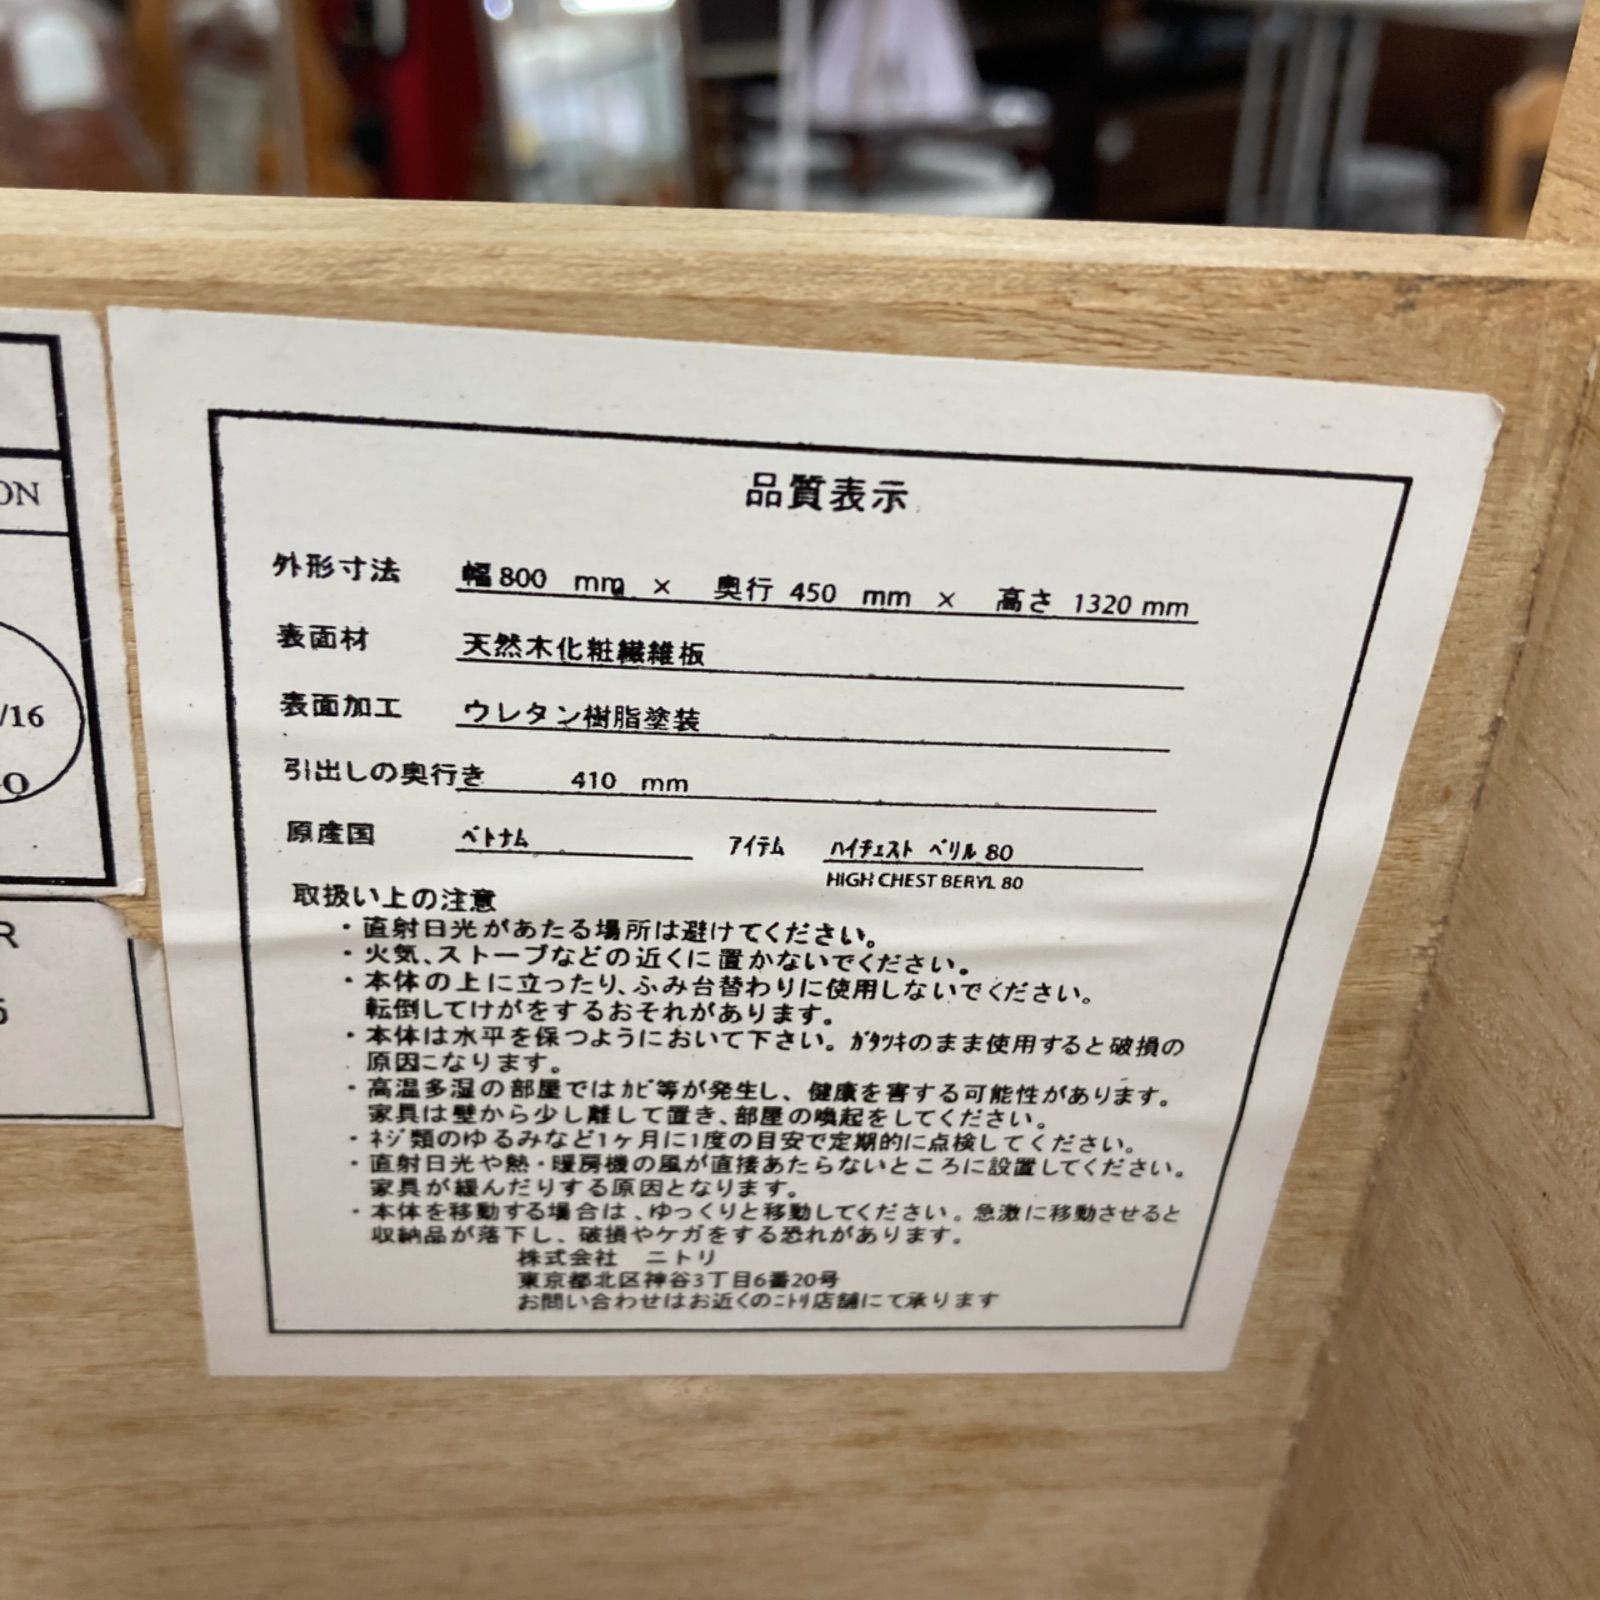 品質表示
外形寸法 幅800 mm × 奥行 450 mm × 高さ 1320 mm
表面材 天然木化粧繊維板
表面加工 ウレタン樹脂塗装
引出しの奥行き 410 mm
原産国 ベトナム アイテム ハイチェスト ベリル 80
HIGH CHEST BERYL 80
取扱い上の注意
・直射日光があたる場所は避けてください。
・火気、ストーブなどの近くに置かないでください。
・本体の上に立ったり、ふみ台替わりに使用しないでください。
転倒してけがをするおそれがあります。
・本体は水平を保つようにおいて下さい。ガタツキのまま使用すると破損の
原因になります。
・高温多湿の部屋ではカビ等が発生し、健康を害する可能性があります。
家具は壁から少し離して置き、部屋の喚起をしてください。
・ネジ類のゆるみなど1ヶ月に1度の目安で定期的に点検してください。
・直射日光や熱・暖房機の風が直接あたらないところに設置してください。
家具が緩んだりする原因となります。
・本体を移動する場合は、ゆっくりと移動してください。急激に移動させると
収納品が落下し、破損やケガをする恐れがあります。
株式会社 ニトリ
東京都北区神谷3丁目6番20号
お問い合わせはお近くのニトリ店舗にて承ります
ON
/16
O
R